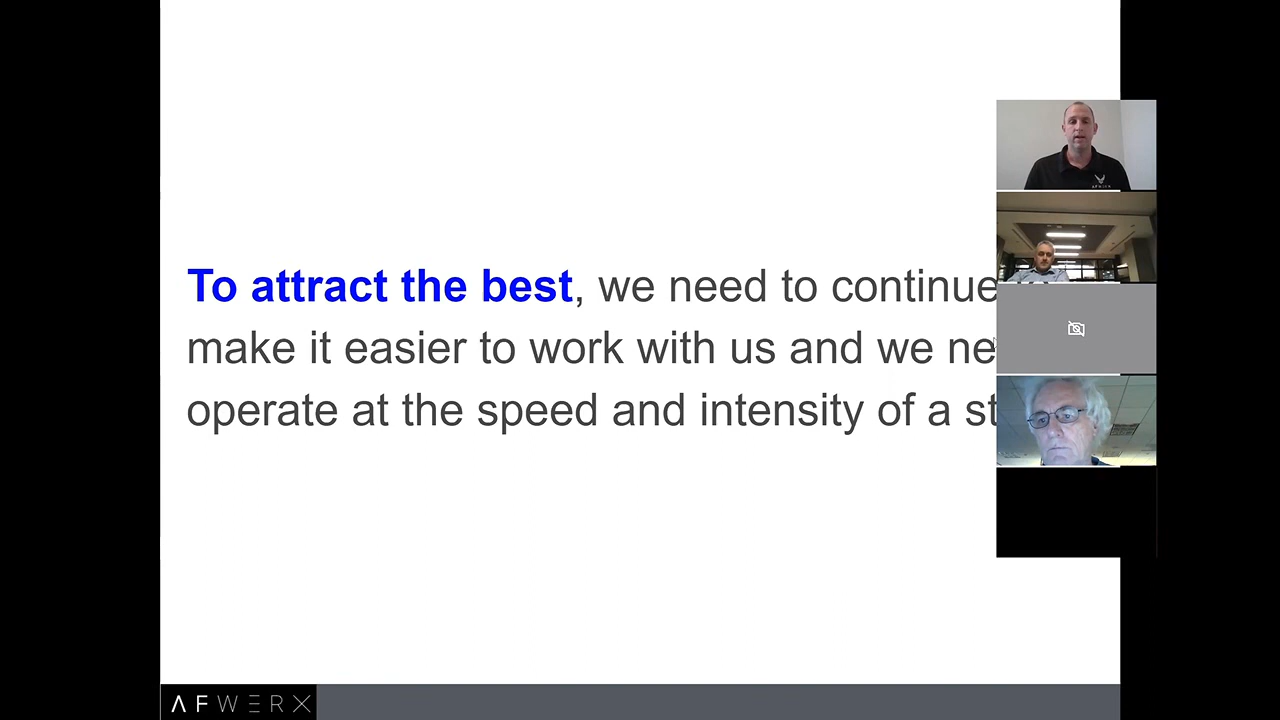 To attract the best, we need to continue
make it easier to work with us and we ne
operate at the speed and intensity of a st
AFWERX
AFWERX